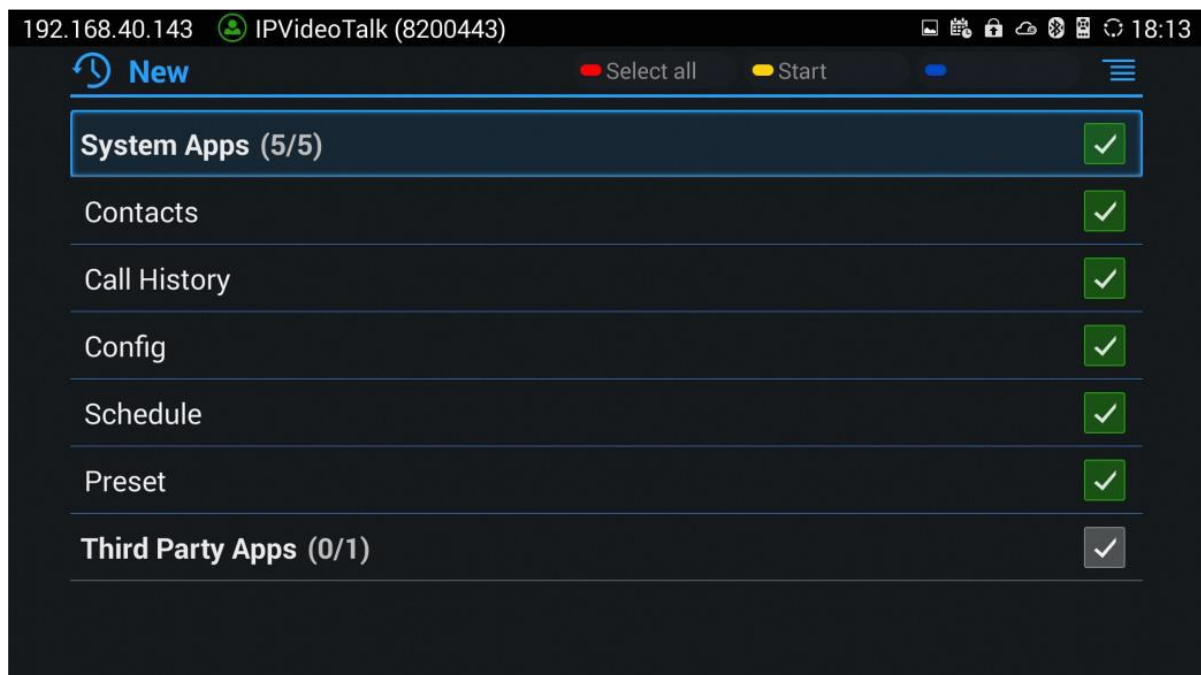 192.168.40.143 IPVideoTalk (8200443) 18:13
New Select all Start
System Apps (5/5)
Contacts
Call History
Config
Schedule
Preset
Third Party Apps (0/1)